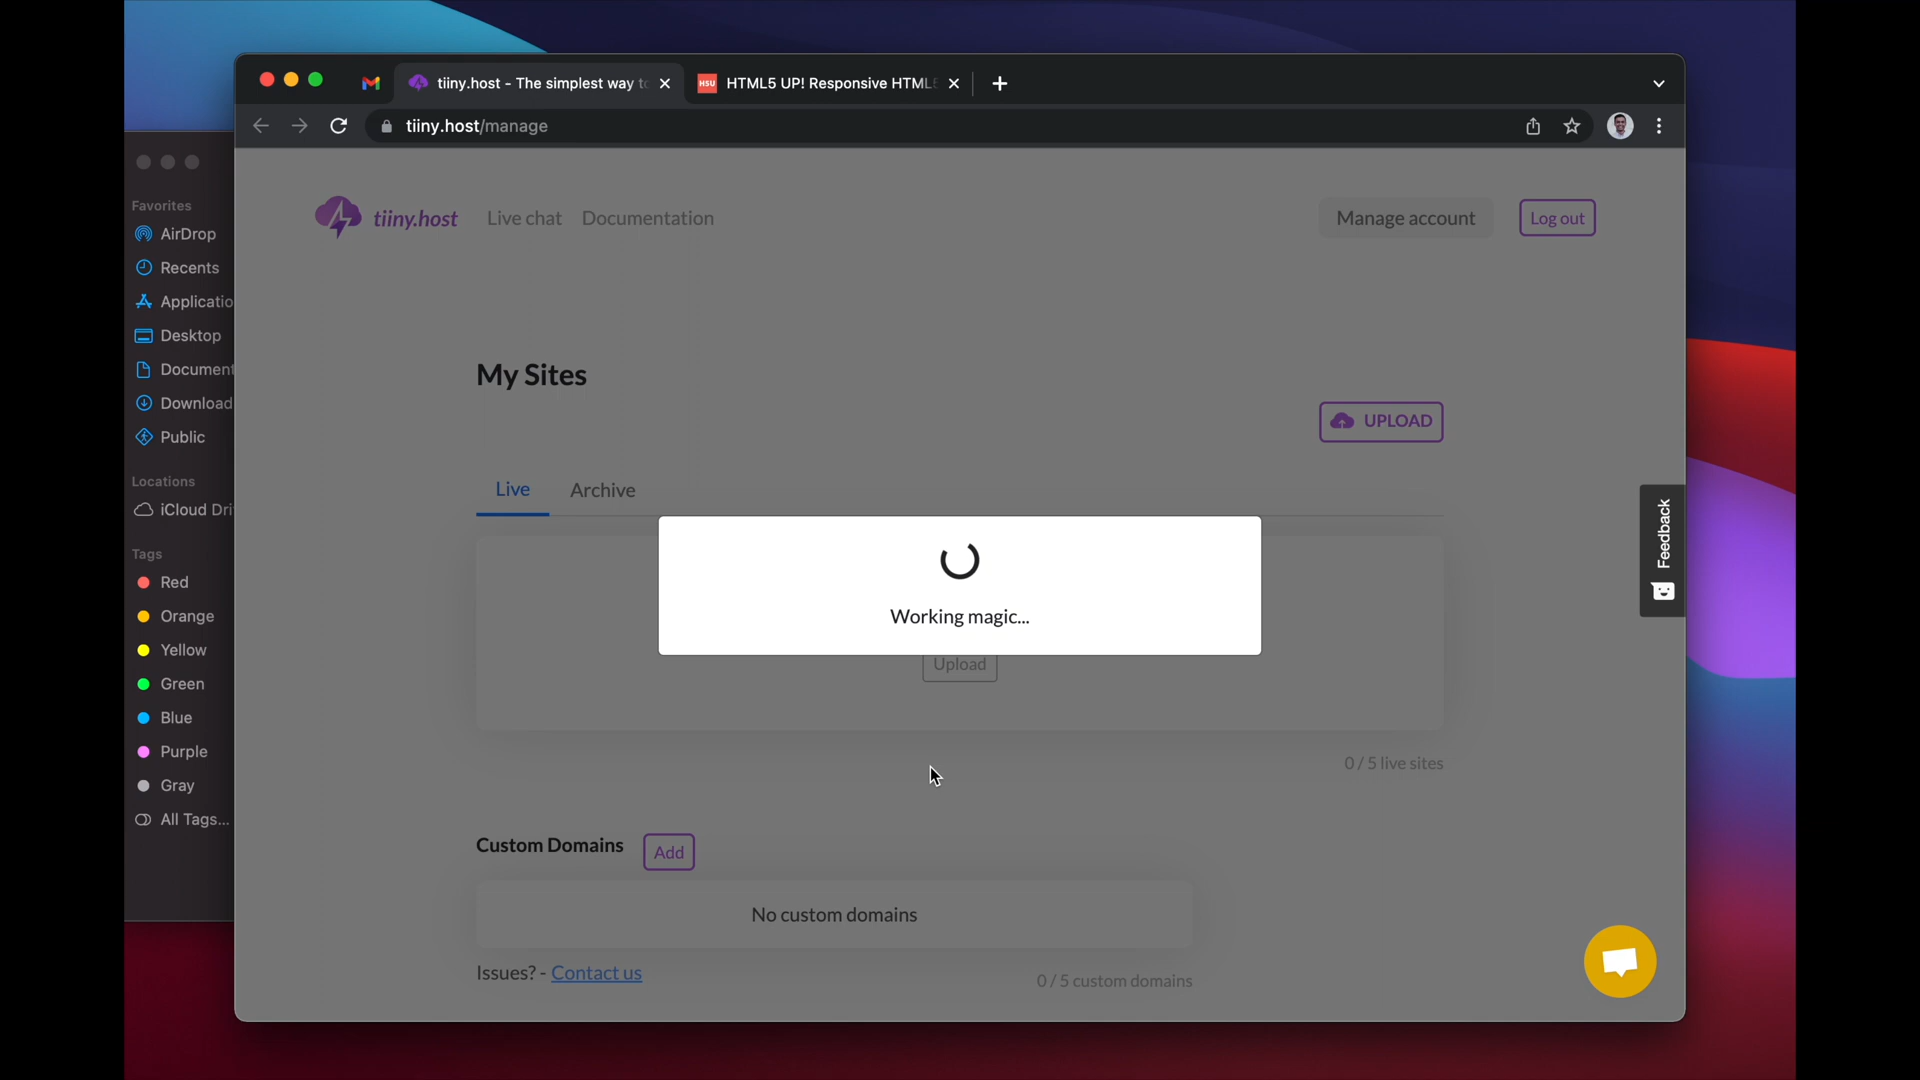 tiiny.host - The simplest way to
HSU HTML5 UP! Responsive HTML5
tiiny.host/manage
Favorites
AirDrop
Recents
Applicatio
Desktop
Document
Download
Public
Locations
iCloud Dri
Tags
Red
Orange
Yellow
Green
Blue
Purple
Gray
All Tags...
tiiny.host
Live chat
Documentation
Manage account
Log out
My Sites
UPLOAD
Live
Archive
Working magic...
Upload
0 / 5 live sites
Custom Domains
Add
No custom domains
Issues? - Contact us
0 / 5 custom domains
Feedback